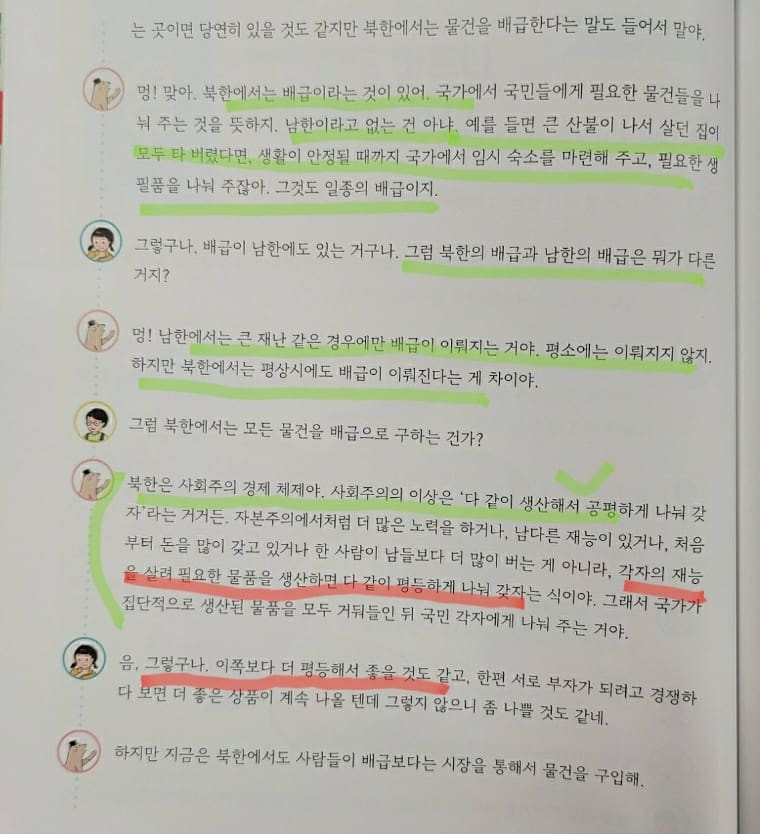 는 곳이면 당연히 있을 것도 같지만 북한에서는 물건을 배급한다는 말도 들어서 말야.
멍! 맞아. 북한에서는 배급이라는 것이 있어. 국가에서 국민들에게 필요한 물건들을 나
눠 주는 것을 뜻하지. 남한이라고 없는 건 아냐. 예를 들면 큰 산불이 나서 살던 집이
모두 타 버렸다면, 생활이 안정될 때까지 국가에서 임시 숙소를 마련해 주고, 필요한 생
필품을 나눠 주잖아. 그것도 일종의 배급이지.
그렇구나. 배급이 남한에도 있는 거구나. 그럼 북한의 배급과 남한의 배급은 뭐가 다른
거지?
멍! 남한에서는 큰 재난 같은 경우에만 배급이 이뤄지는 거야. 평소에는 이뤄지지 않지.
하지만 북한에서는 평상시에도 배급이 이뤄진다는 게 차이야.
그럼 북한에서는 모든 물건을 배급으로 구하는 건가?
북한은 사회주의 경제 체제야. 사회주의의 이상은 ‘다 같이 생산해서 공평하게 나눠 갖
자’라는 거거든. 자본주의에서처럼 더 많은 노력을 하거나, 남다른 재능이 있거나, 처음
부터 돈을 많이 갖고 있거나 한 사람이 남들보다 더 많이 버는 게 아니라, 각자의 재능
을 살려 필요한 물품을 생산하면 다 같이 평등하게 나눠 갖자는 식이야. 그래서 국가가
집단적으로 생산된 물품을 모두 거둬들인 뒤 국민 각자에게 나눠 주는 거야.
음, 그렇구나. 이쪽보다 더 평등해서 좋을 것도 같고, 한편 서로 부자가 되려고 경쟁하
다 보면 더 좋은 상품이 계속 나올 텐데 그렇지 않으니 좀 나쁠 것도 같네.
하지만 지금은 북한에서도 사람들이 배급보다는 시장을 통해서 물건을 구입해.